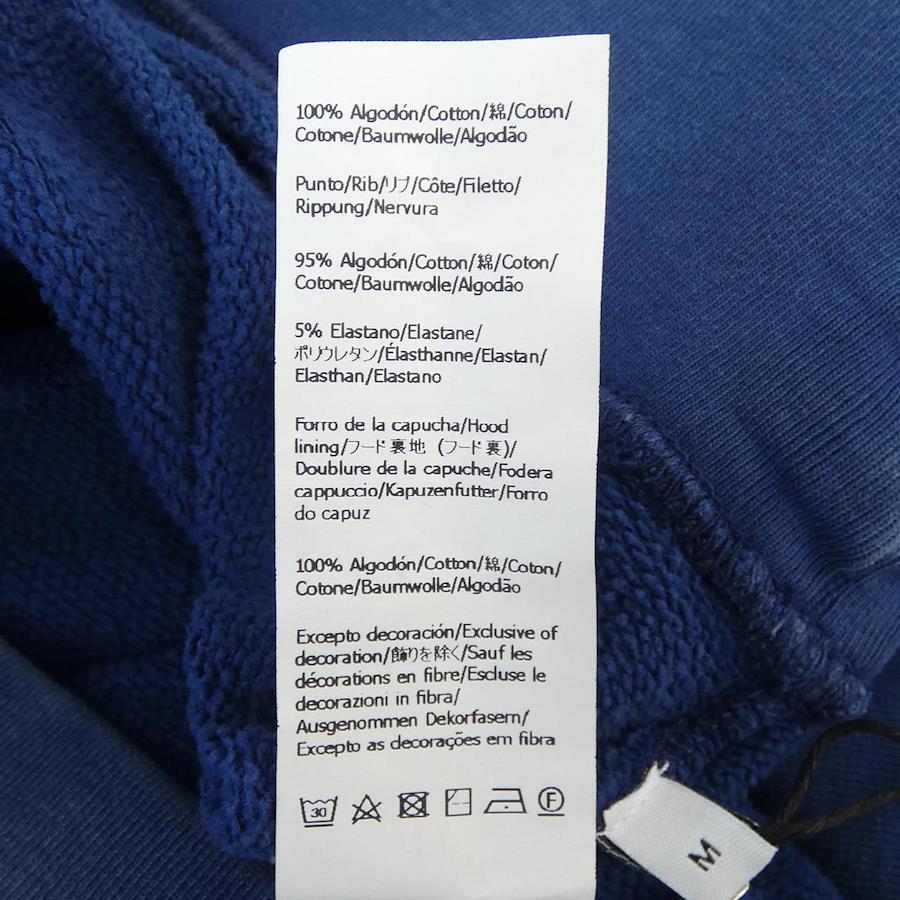 100% Algodón/Cotton/綿/Coton/
Cotone/Baumwolle/Algodão
Punto/Rib/リブ/Côte/Filetto/
Rippung/Nervura
95% Algodón/Cotton/綿/Coton/
Cotone/Baumwolle/Algodão
5% Elastano/Elastane/
ポリウレタン/Élasthanne/Elastan/
Elasthan/Elastano
Forro de la capucha/Hood
lining/フード裏地 (フード裏)/
Doublure de la capuche/Fodera
cappuccio/Kapuzenfutter/Forro
do capuz
100% Algodón/Cotton/綿/Coton/
Cotone/Baumwolle/Algodão
Excepto decoración/Exclusive of
decoration/飾りを除く/Sauf les
décorations en fibre/Escluse le
decorazioni in fibra/
Ausgenommen Dekorfasern/
Excepto as decorações em fibra
30 F
M